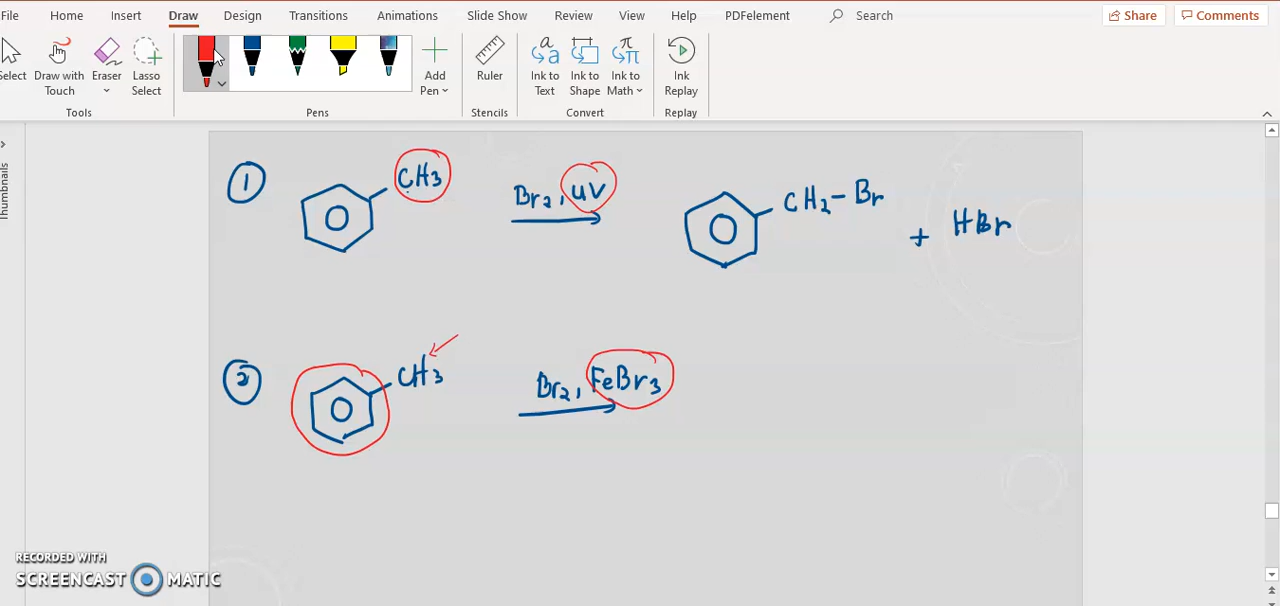 File Home Insert Draw Design Transitions Animations Slide Show Review View Help PDFelement Search Share Comments
Select Draw with Touch Eraser Lasso Select Add Pen Ruler Ink to Text Ink to Shape Ink to Math Ink Replay
Tools Pens Stencils Convert Replay
Thumbnails
1 CH3 Br2, uv CH2-Br + HBr
2 CH3 Br2, FeBr3
RECORDED WITH
SCREENCAST MATIC